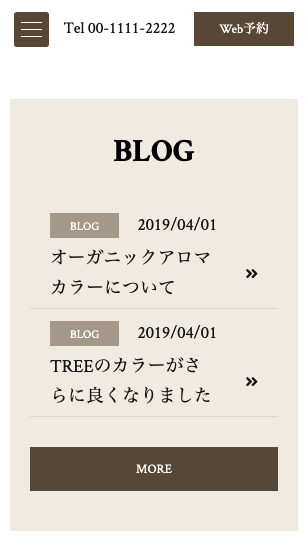 Tel 00-1111-2222
Web予約
BLOG
BLOG 2019/04/01
オーガニックアロマ
カラーについて
BLOG 2019/04/01
TREEのカラーがさ
らに良くなりました
MORE